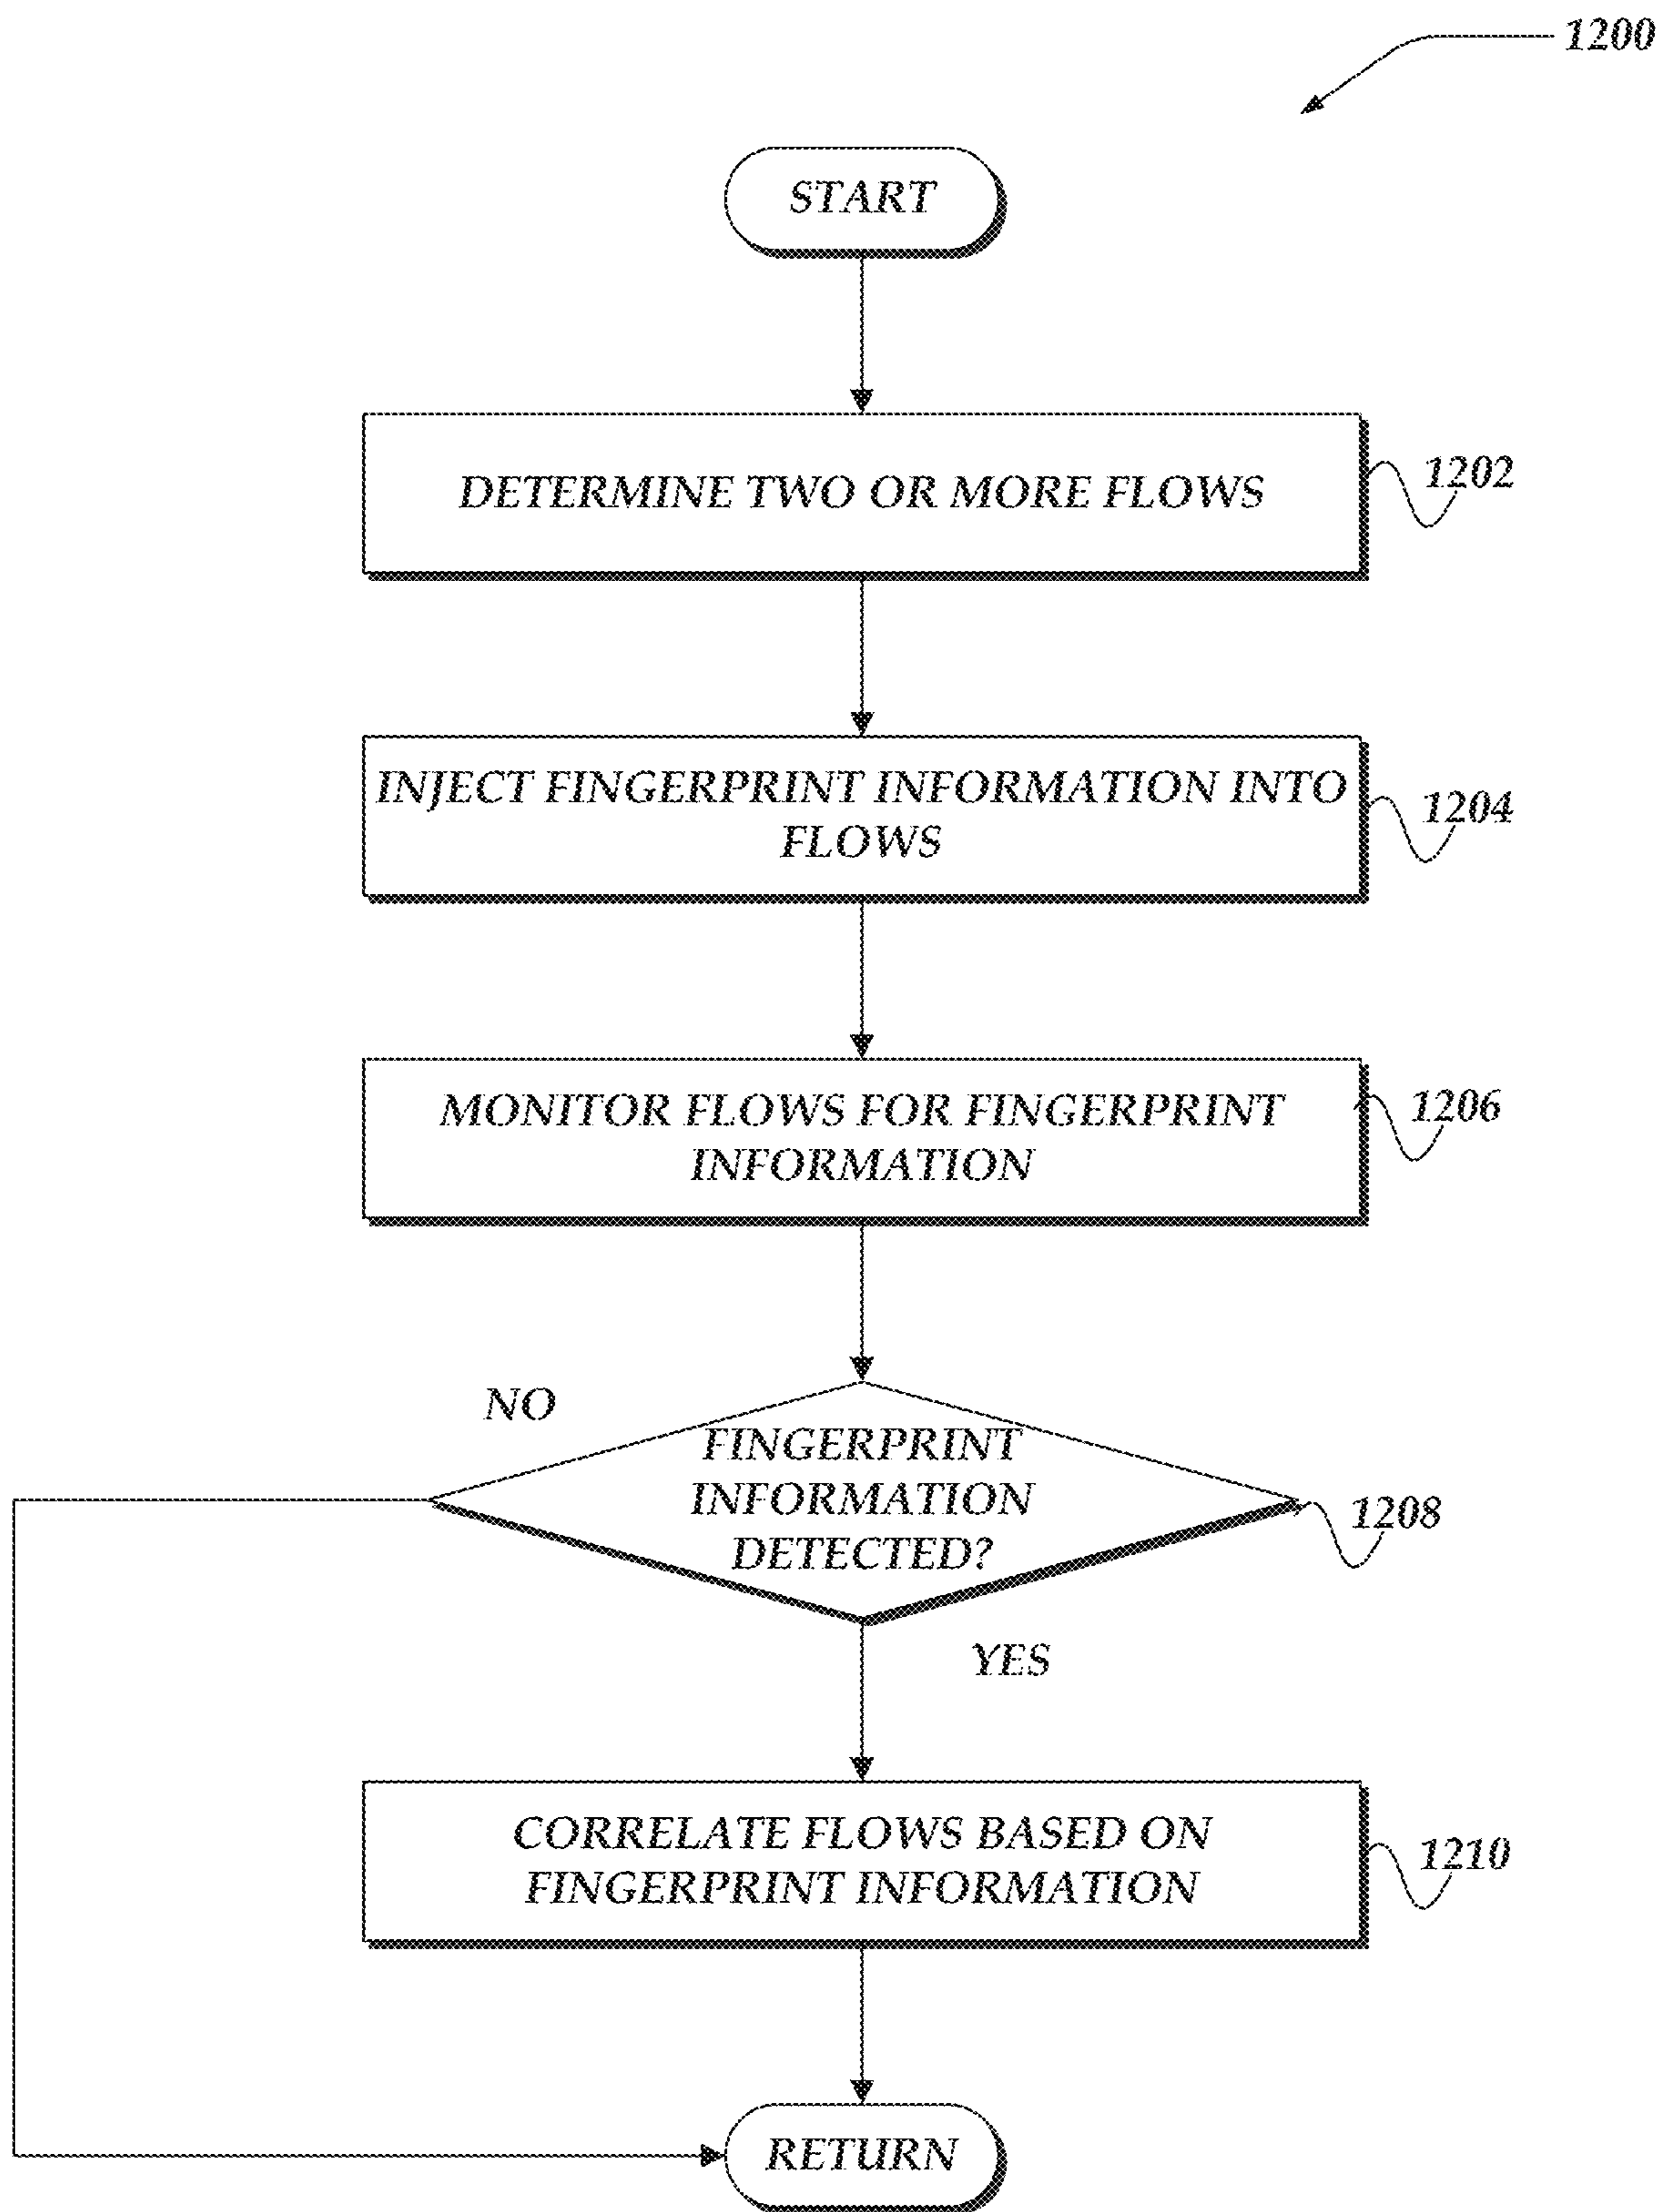 1200
START
DETERMINE TWO OR MORE FLOWS
1202
INJECT FINGERPRINT INFORMATION INTO
FLOWS
1204
MONITOR FLOWS FOR FINGERPRINT
INFORMATION
1206
NO
FINGERPRINT
INFORMATION
DETECTED?
1208
YES
CORRELATE FLOWS BASED ON
FINGERPRINT INFORMATION
1210
RETURN